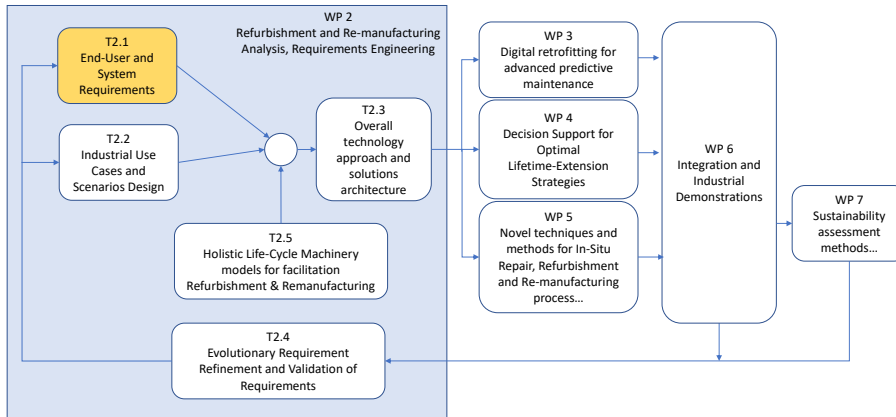 WP 2
Refurbishment and Re-manufacturing
Analysis, Requirements Engineering
T2.1
End-User and
System
Requirements
T2.2
Industrial Use
Cases and
Scenarios Design
T2.3
Overall
technology
approach and
solutions
architecture
T2.5
Holistic Life-Cycle Machinery
models for facilitation
Refurbishment & Remanufacturing
T2.4
Evolutionary Requirement
Refinement and Validation of
Requirements
WP 3
Digital retrofitting for
advanced predictive
maintenance
WP 4
Decision Support for
Optimal
Lifetime-Extension
Strategies
WP 5
Novel techniques and
methods for In-Situ
Repair, Refurbishment
and Re-manufacturing
process...
WP 6
Integration and
Industrial
Demonstrations
WP 7
Sustainability
assessment
methods...